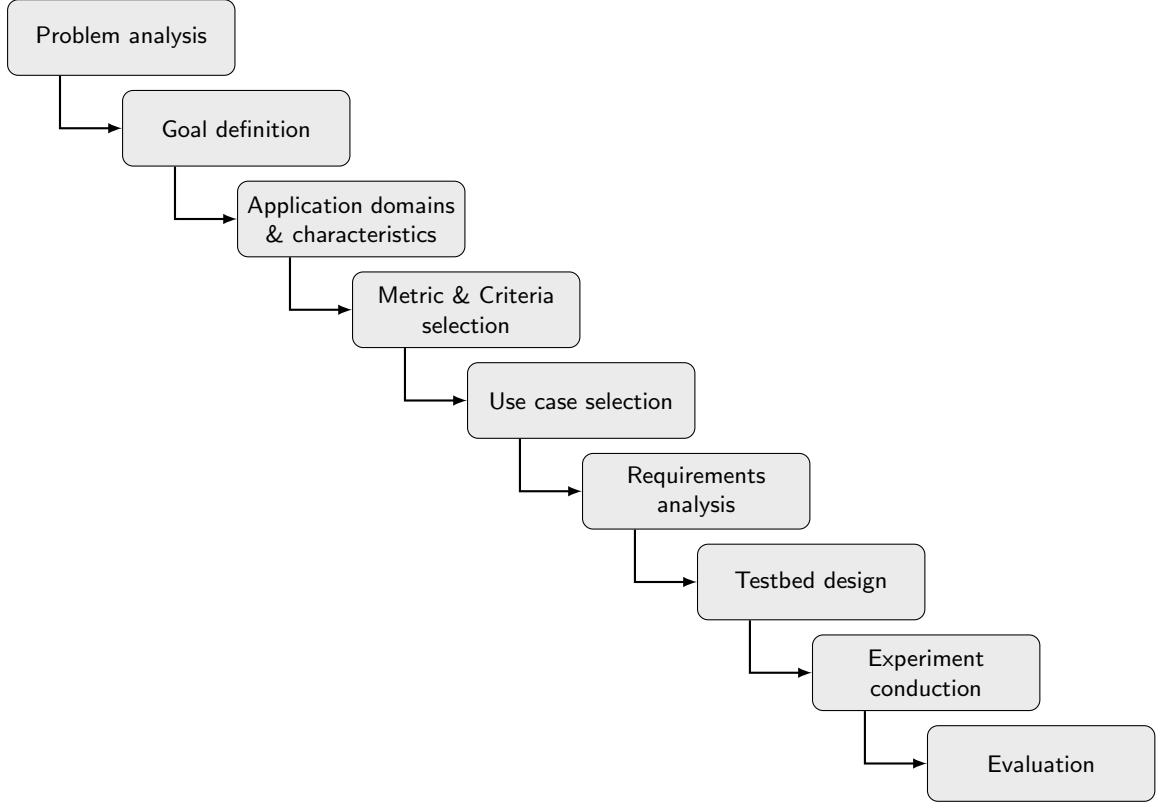 Problem analysis
Goal definition
Application domains
& characteristics
Metric & Criteria
selection
Use case selection
Requirements
analysis
Testbed design
Experiment
conduction
Evaluation